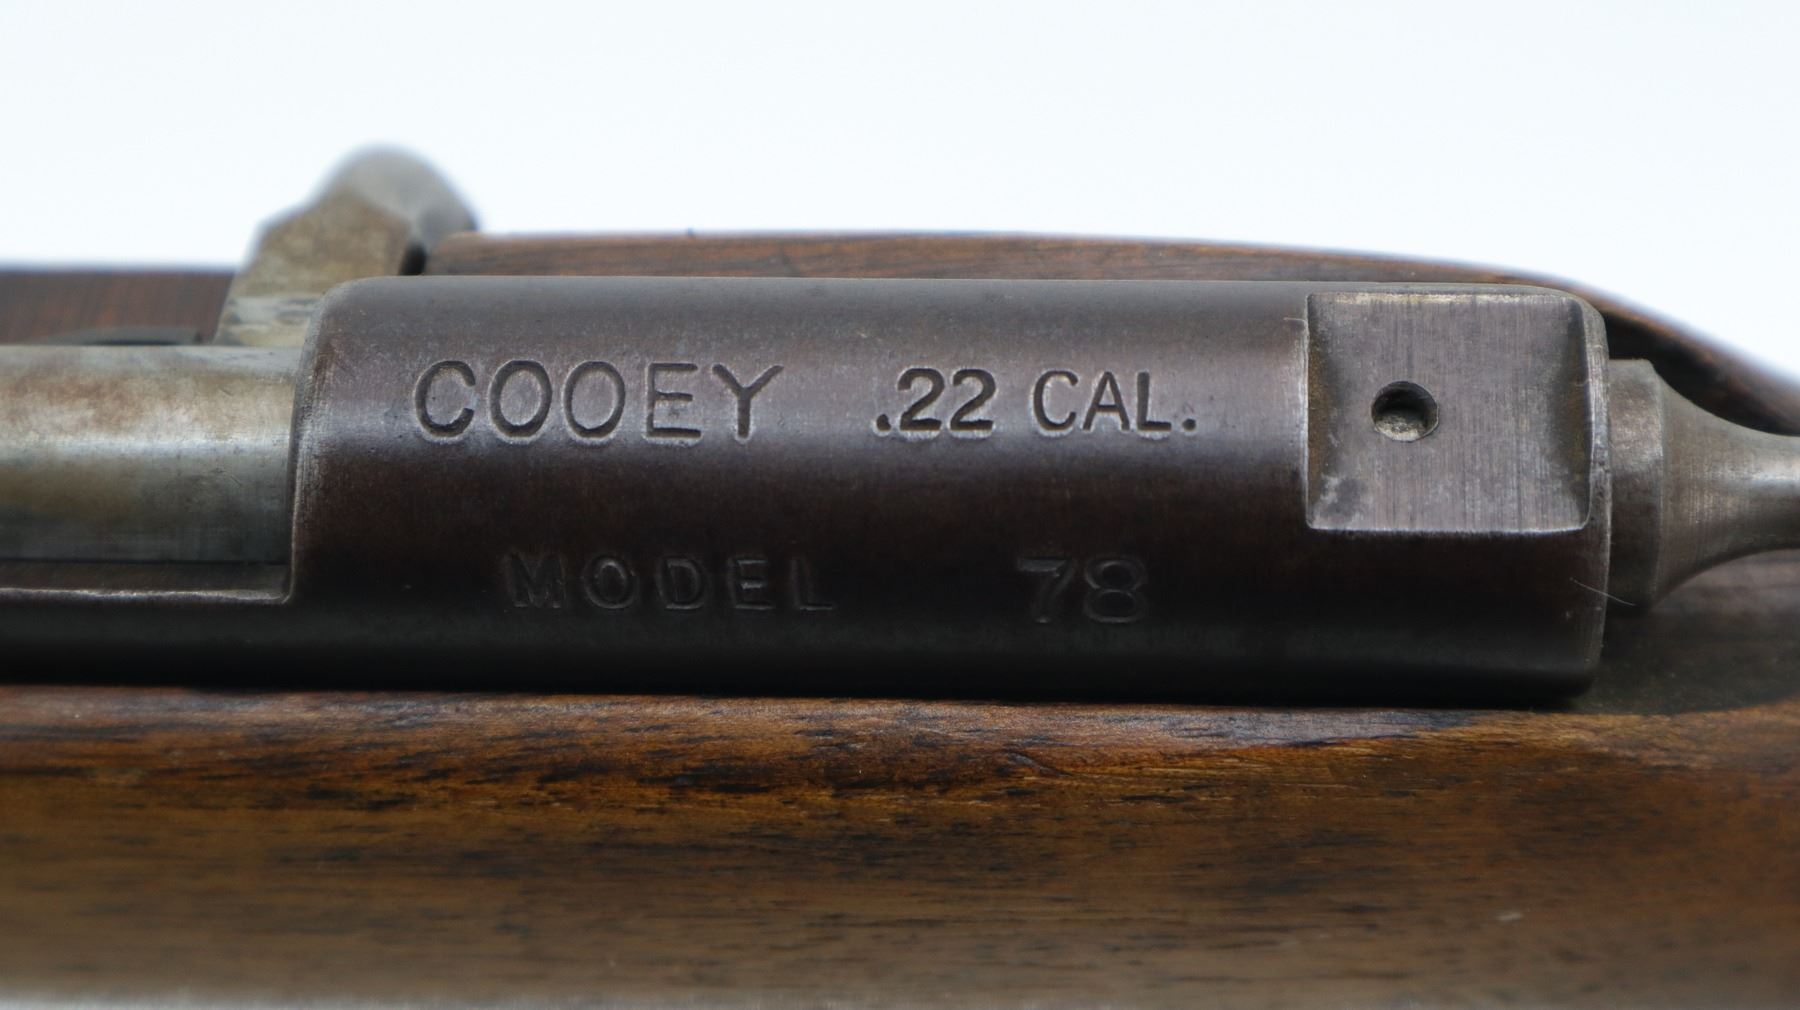 COOEY .22 CAL.
MODEL 78